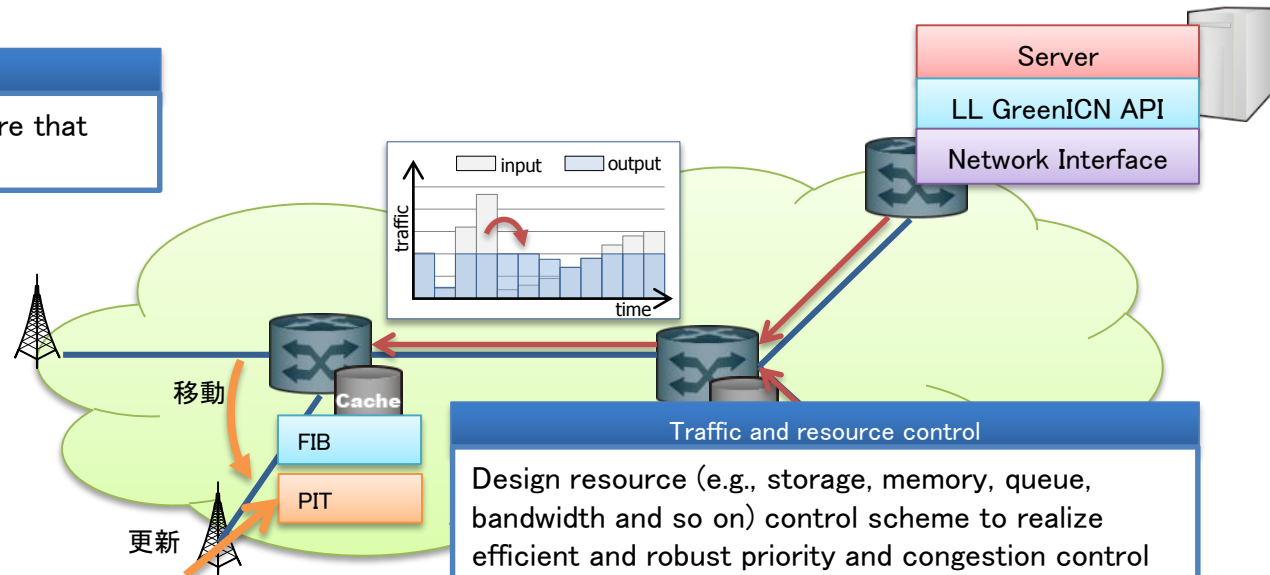 re that
Server
LL GreenICN API
Network Interface
input
output
traffic
time
移動
Cache
FIB
PIT
更新
Traffic and resource control
Design resource (e.g., storage, memory, queue,
bandwidth and so on) control scheme to realize
efficient and robust priority and congestion control